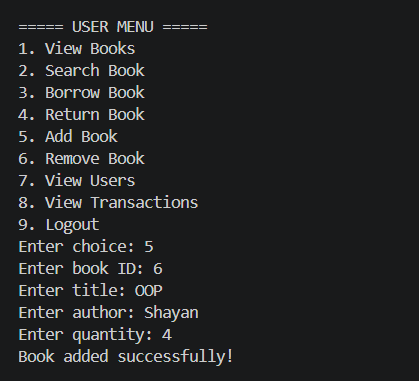 ===== USER MENU =====
1. View Books
2. Search Book
3. Borrow Book
4. Return Book
5. Add Book
6. Remove Book
7. View Users
8. View Transactions
9. Logout
Enter choice: 5
Enter book ID: 6
Enter title: OOP
Enter author: Shayan
Enter quantity: 4
Book added successfully!